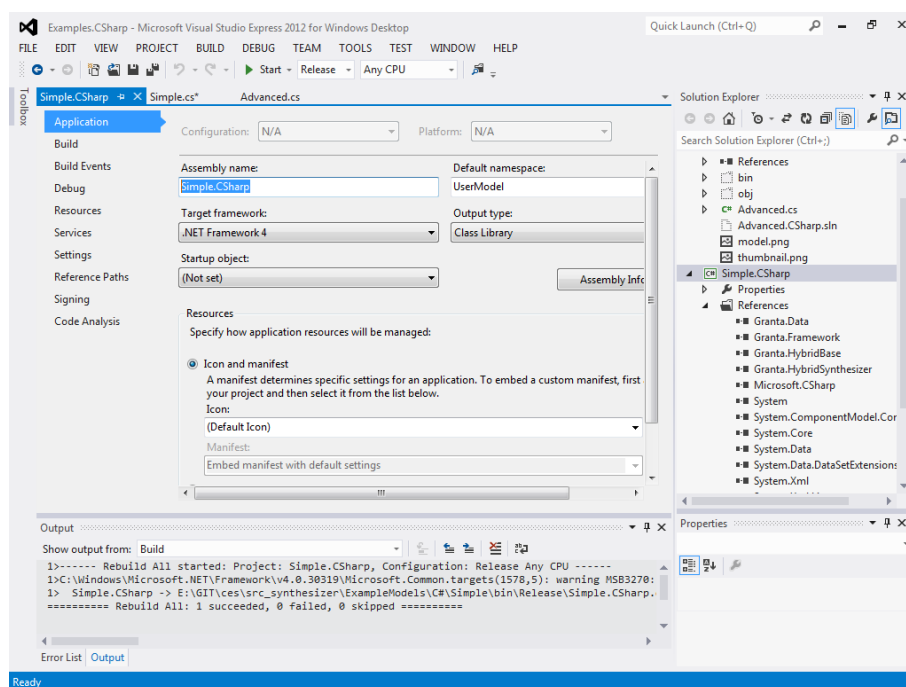 Examples.CSharp - Microsoft Visual Studio Express 2012 for Windows Desktop
Quick Launch (Ctrl+Q)
FILE EDIT VIEW PROJECT BUILD DEBUG TEAM TOOLS TEST WINDOW HELP
Start Release Any CPU
Toolbox
Simple.CSharp Simple.cs* Advanced.cs
Application
Build
Build Events
Debug
Resources
Services
Settings
Reference Paths
Signing
Code Analysis
Configuration: N/A Platform: N/A
Assembly name: Default namespace:
Simple.CSharp UserModel
Target framework: Output type:
.NET Framework 4 Class Library
Startup object:
(Not set) Assembly Info
Resources
Specify how application resources will be managed:
Icon and manifest
A manifest determines specific settings for an application. To embed a custom manifest, first
your project and then select it from the list below.
Icon:
(Default Icon)
Manifest:
Embed manifest with default settings
Solution Explorer
Search Solution Explorer (Ctrl+;)
References
bin
obj
C# Advanced.cs
Advanced.CSharp.sln
model.png
thumbnail.png
C# Simple.CSharp
Properties
References
Granta.Data
Granta.Framework
Granta.HybridBase
Granta.HybridSynthesizer
Microsoft.CSharp
System
System.ComponentModel.Cor
System.Core
System.Data
System.Data.DataSetExtensions
System.Xml
Output
Show output from: Build
1>------ Rebuild All started: Project: Simple.CSharp, Configuration: Release Any CPU ------
1>C:\Windows\Microsoft.NET\Framework\v4.0.30319\Microsoft.Common.targets(1578,5): warning MSB3270:
1> Simple.CSharp -> E:\GIT\ces\src_synthesizer\ExampleModels\C#\Simple\bin\Release\Simple.CSharp.
========== Rebuild All: 1 succeeded, 0 failed, 0 skipped ==========
Error List Output
Properties
Ready